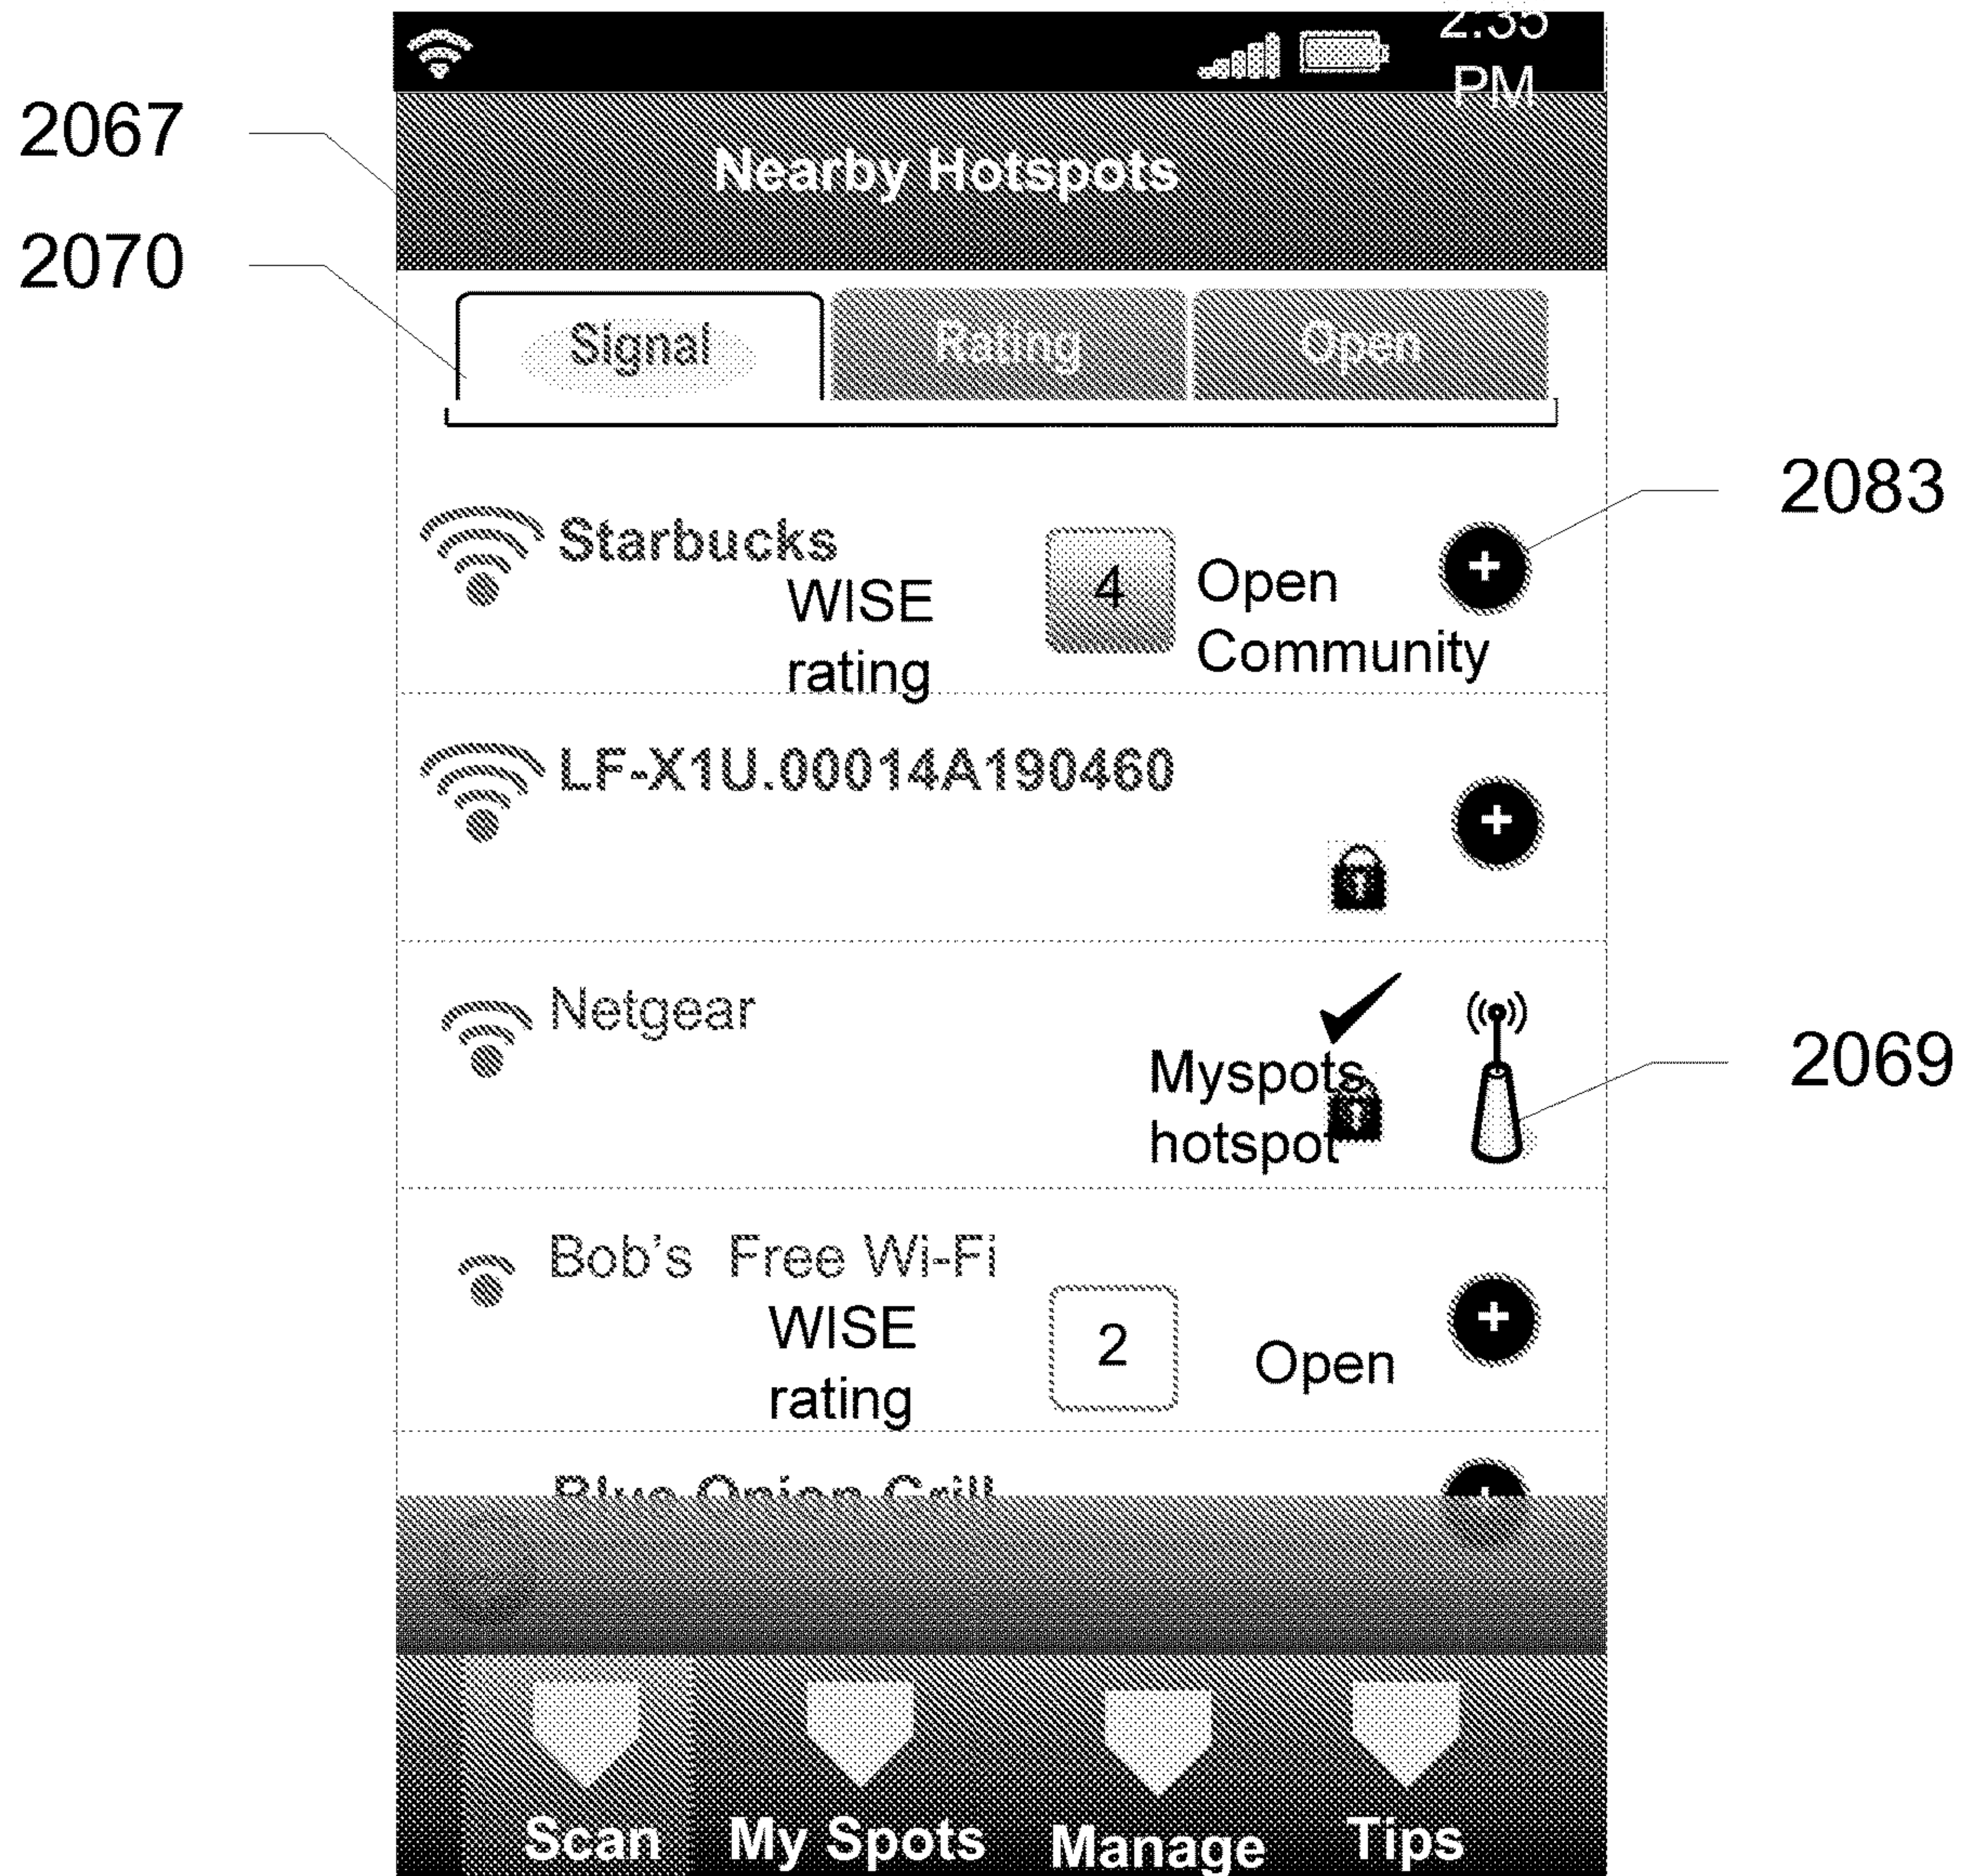 2:35
PM
2067
Nearby Hotspots
2070
Signal Rating Open
2083
Starbucks
WISE
rating
4
Open
Community
LF-X1U.00014A190460
Netgear
Myspots
hotspot
2069
Bob's Free Wi-Fi
WISE
rating
2
Open
Blue Onion Grill
Scan My Spots Manage Tips